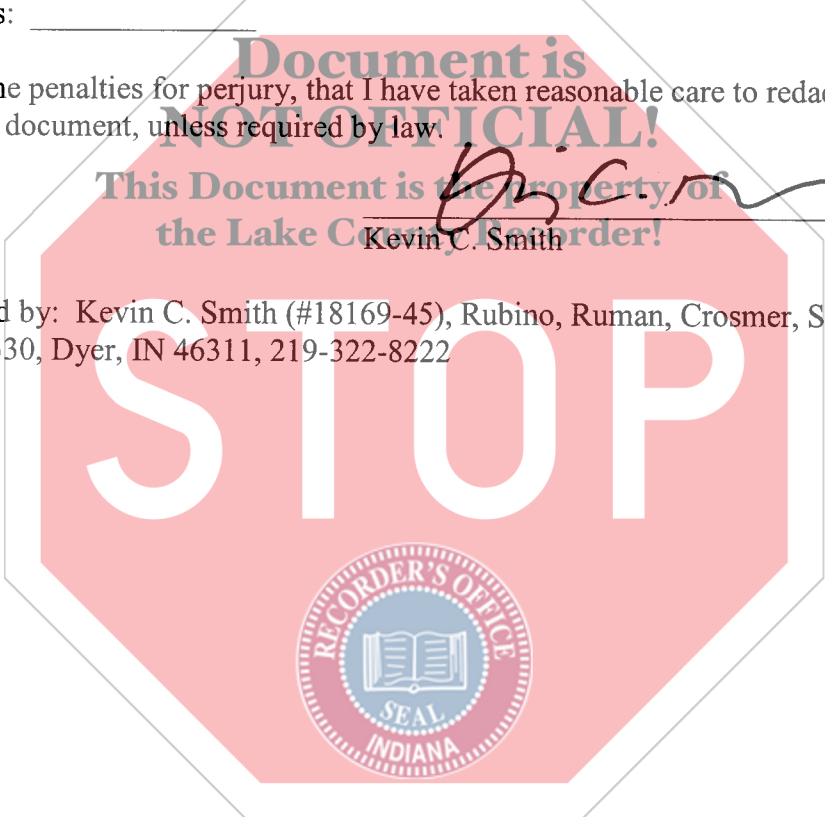 s:
Document is
ne penalties for perjury, that I have taken reasonable care to redac
document, unless required by law.
NOT OFFICIAL!
This Document is the property of
the Lake County Recorder!
Kevin C. Smith
d by: Kevin C. Smith (#18169-45), Rubino, Ruman, Crosmer, S
30, Dyer, IN 46311, 219-322-8222
STOP
RECORDER'S OFFICE
SEAL
INDIANA